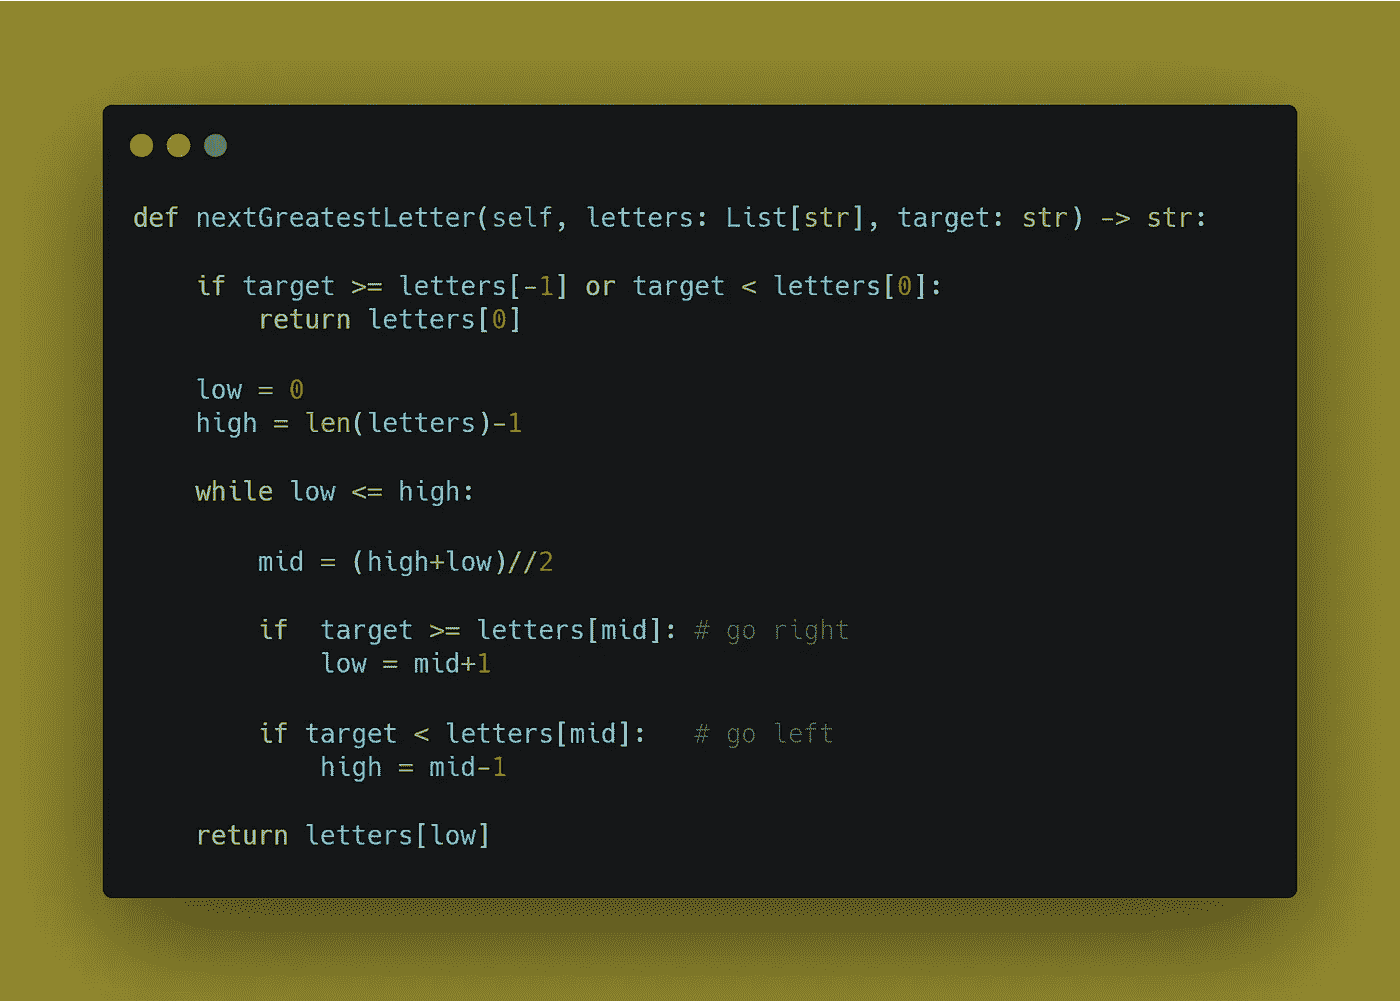 def nextGreatestLetter(self, letters: List[str], target: str) -> str:
if target >= letters[-1] or target < letters[0]:
return letters[0]
low = 0
high = len(letters)-1
while low <= high:
mid = (high+low)//2
if  target >= letters[mid]: # go right
low = mid+1
if target < letters[mid]:   # go left
high = mid-1
return letters[low]